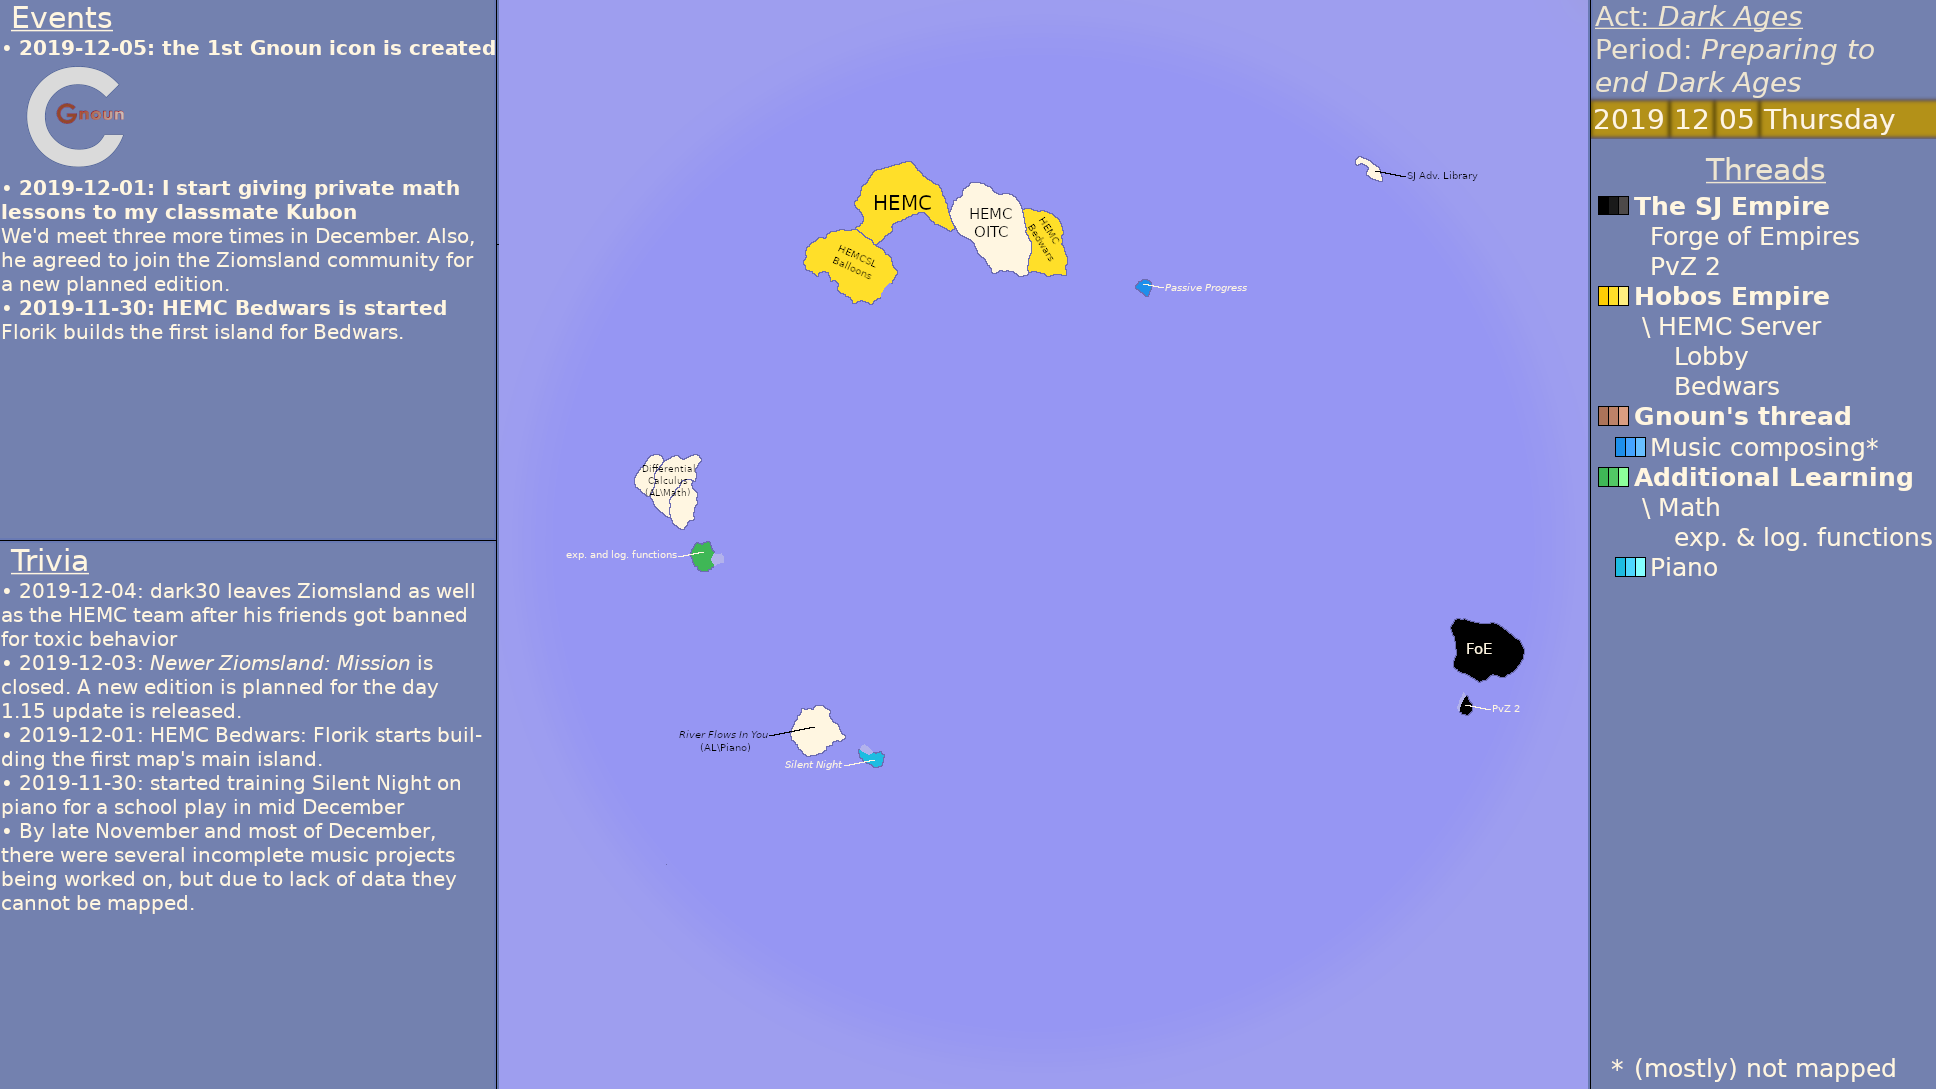 Events
• 2019-12-05: the 1st Gnoun icon is created
Gnoun
• 2019-12-01: I start giving private math
lessons to my classmate Kubon
We'd meet three more times in December. Also,
he agreed to join the Ziomsland community for
a new planned edition.
• 2019-11-30: HEMC Bedwars is started
Florik builds the first island for Bedwars.
Trivia
• 2019-12-04: dark30 leaves Ziomsland as well
as the HEMC team after his friends got banned
for toxic behavior
• 2019-12-03: Newer Ziomsland: Mission is
closed. A new edition is planned for the day
1.15 update is released.
• 2019-12-01: HEMC Bedwars: Florik starts buil-
ding the first map's main island.
• 2019-11-30: started training Silent Night on
piano for a school play in mid December
• By late November and most of December,
there were several incomplete music projects
being worked on, but due to lack of data they
cannot be mapped.
HEMC
HEMC
OITC
HEMC
Bedwars
HEMCSL
Balloons
SJ Adv. Library
Passive Progress
Differential
Calculus
(AL\Math)
exp. and log. functions
FoE
PvZ 2
River Flows In You
(AL\Piano)
Silent Night
Act: Dark Ages
Period: Preparing to
end Dark Ages
2019 12 05 Thursday
Threads
The SJ Empire
Forge of Empires
PvZ 2
Hobos Empire
\ HEMC Server
Lobby
Bedwars
Gnoun's thread
Music composing*
Additional Learning
\ Math
exp. & log. functions
Piano
* (mostly) not mapped